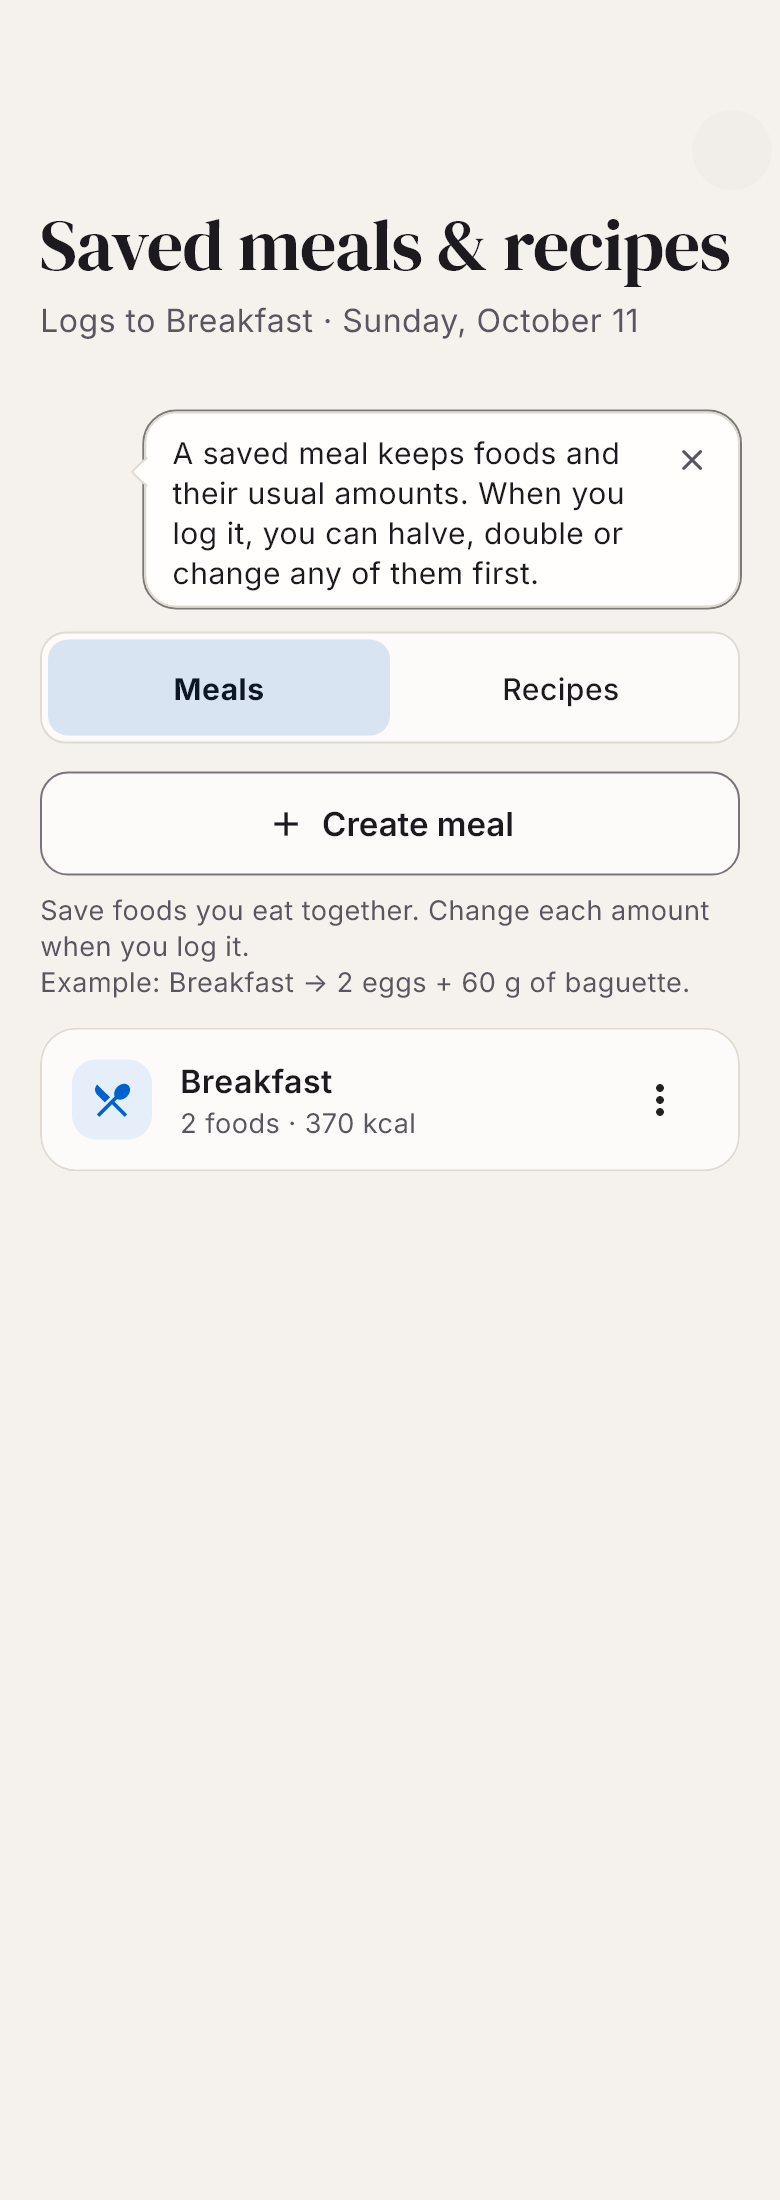 Saved meals & recipes
Logs to Breakfast · Sunday, October 11
A saved meal keeps foods and
their usual amounts. When you
log it, you can halve, double or
change any of them first.
Meals
Recipes
+ Create meal
Save foods you eat together. Change each amount
when you log it.
Example: Breakfast → 2 eggs + 60 g of baguette.
Breakfast
2 foods · 370 kcal